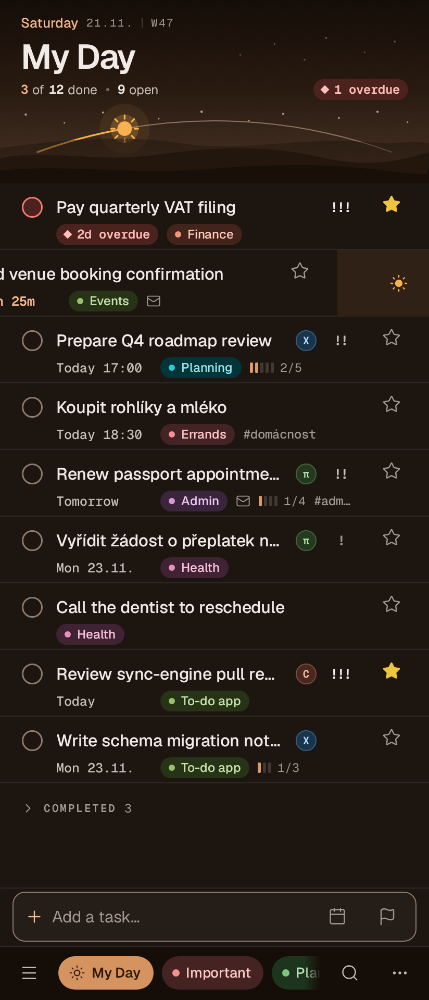 Saturday 21.11. | W47
My Day
3 of 12 done • 9 open
1 overdue
Pay quarterly VAT filing !!!
2d overdue Finance
venue booking confirmation
25m Events
Prepare Q4 roadmap review X !!
Today 17:00 Planning 2/5
Koupit rohlíky a mléko
Today 18:30 Errands #domácnost
Renew passport appointme… π !!
Tomorrow Admin 1/4 #adm…
Vyřídit žádost o přeplatek n… π !
Mon 23.11. Health
Call the dentist to reschedule
Health
Review sync-engine pull re… C !!!
Today To-do app
Write schema migration not… X
Mon 23.11. To-do app 1/3
COMPLETED 3
Add a task…
My Day Important Pla